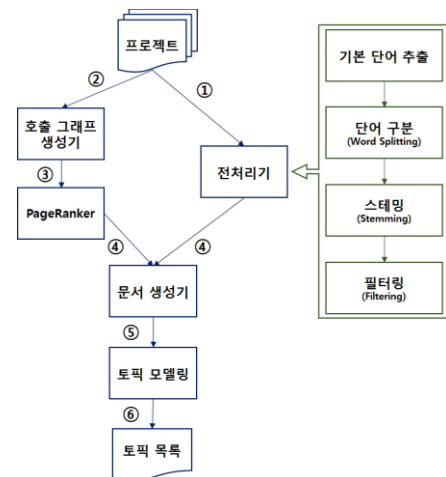 프로젝트
②
①
호출 그래프
생성기
③
PageRanker
전처리기
④
④
문서 생성기
⑤
토픽 모델링
⑥
토픽 목록
기본 단어 추출
단어 구분
(Word Splitting)
스테밍
(Stemming)
필터링
(Filtering)